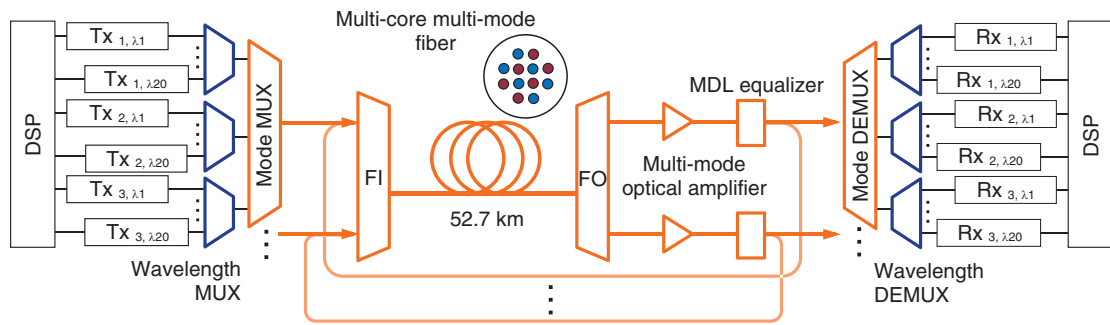 DSP
Tx 1, λ1
Tx 1, λ20
Tx 2, λ1
Tx 2, λ20
Tx 3, λ1
Tx 3, λ20
Wavelength
MUX
Mode MUX
FI
Multi-core multi-mode
fiber
52.7 km
FO
MDL equalizer
Multi-mode
optical amplifier
Mode DEMUX
Wavelength
DEMUX
Rx 1, λ1
Rx 1, λ20
Rx 2, λ1
Rx 2, λ20
Rx 3, λ1
Rx 3, λ20
DSP